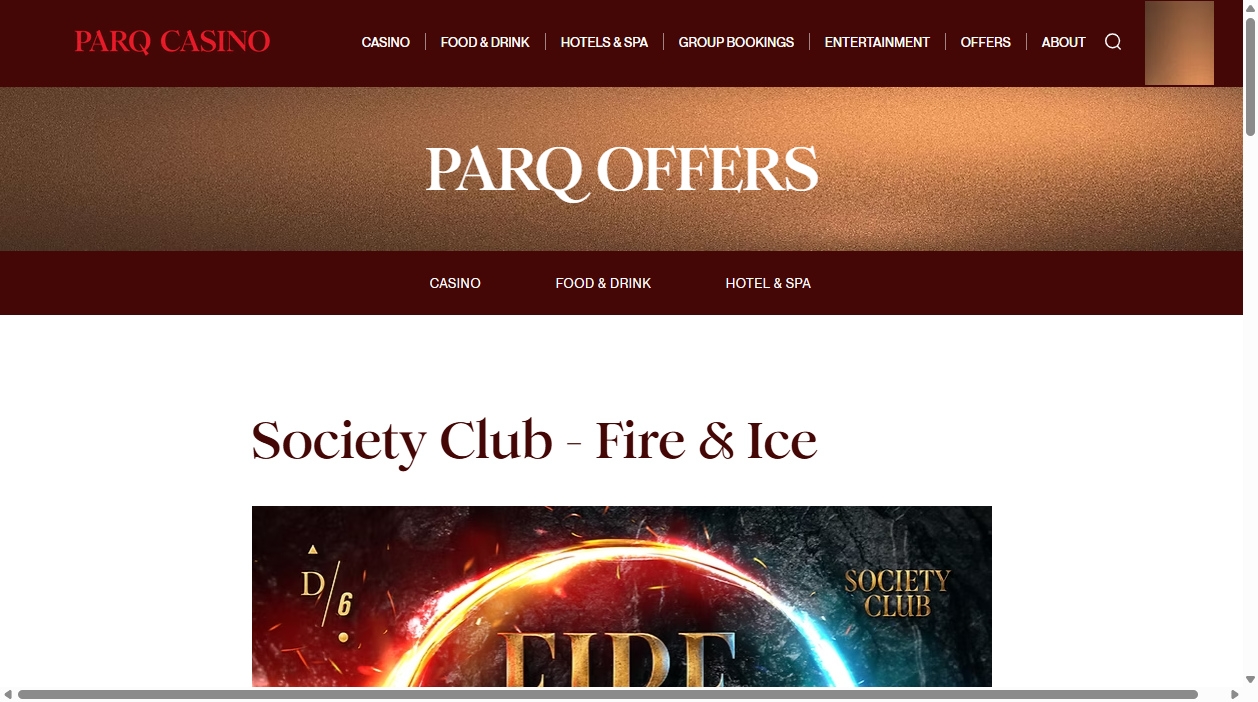 PARQ CASINO
CASINO
FOOD & DRINK
HOTELS & SPA
GROUP BOOKINGS
ENTERTAINMENT
OFFERS
ABOUT
PARQ OFFERS
CASINO
FOOD & DRINK
HOTEL & SPA
Society Club - Fire & Ice
D/6
SOCIETY
CLUB
FIRE